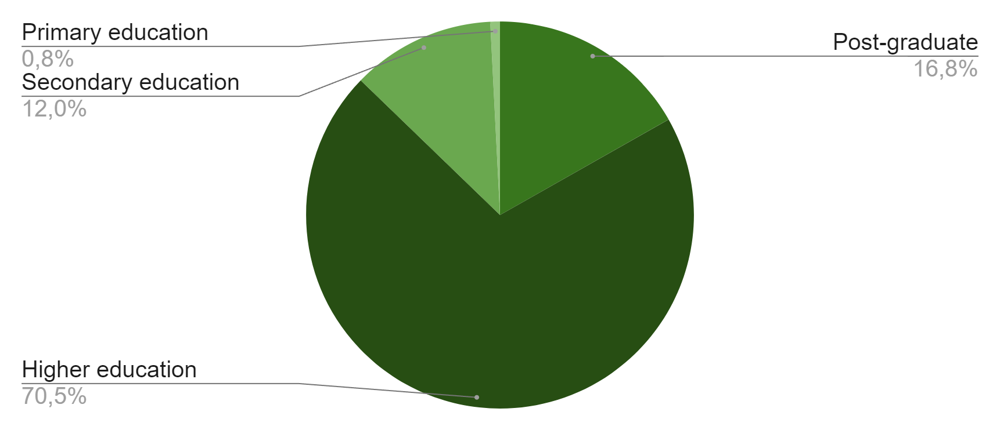 Primary education
0,8%
Secondary education
12,0%
Higher education
70,5%
Post-graduate
16,8%